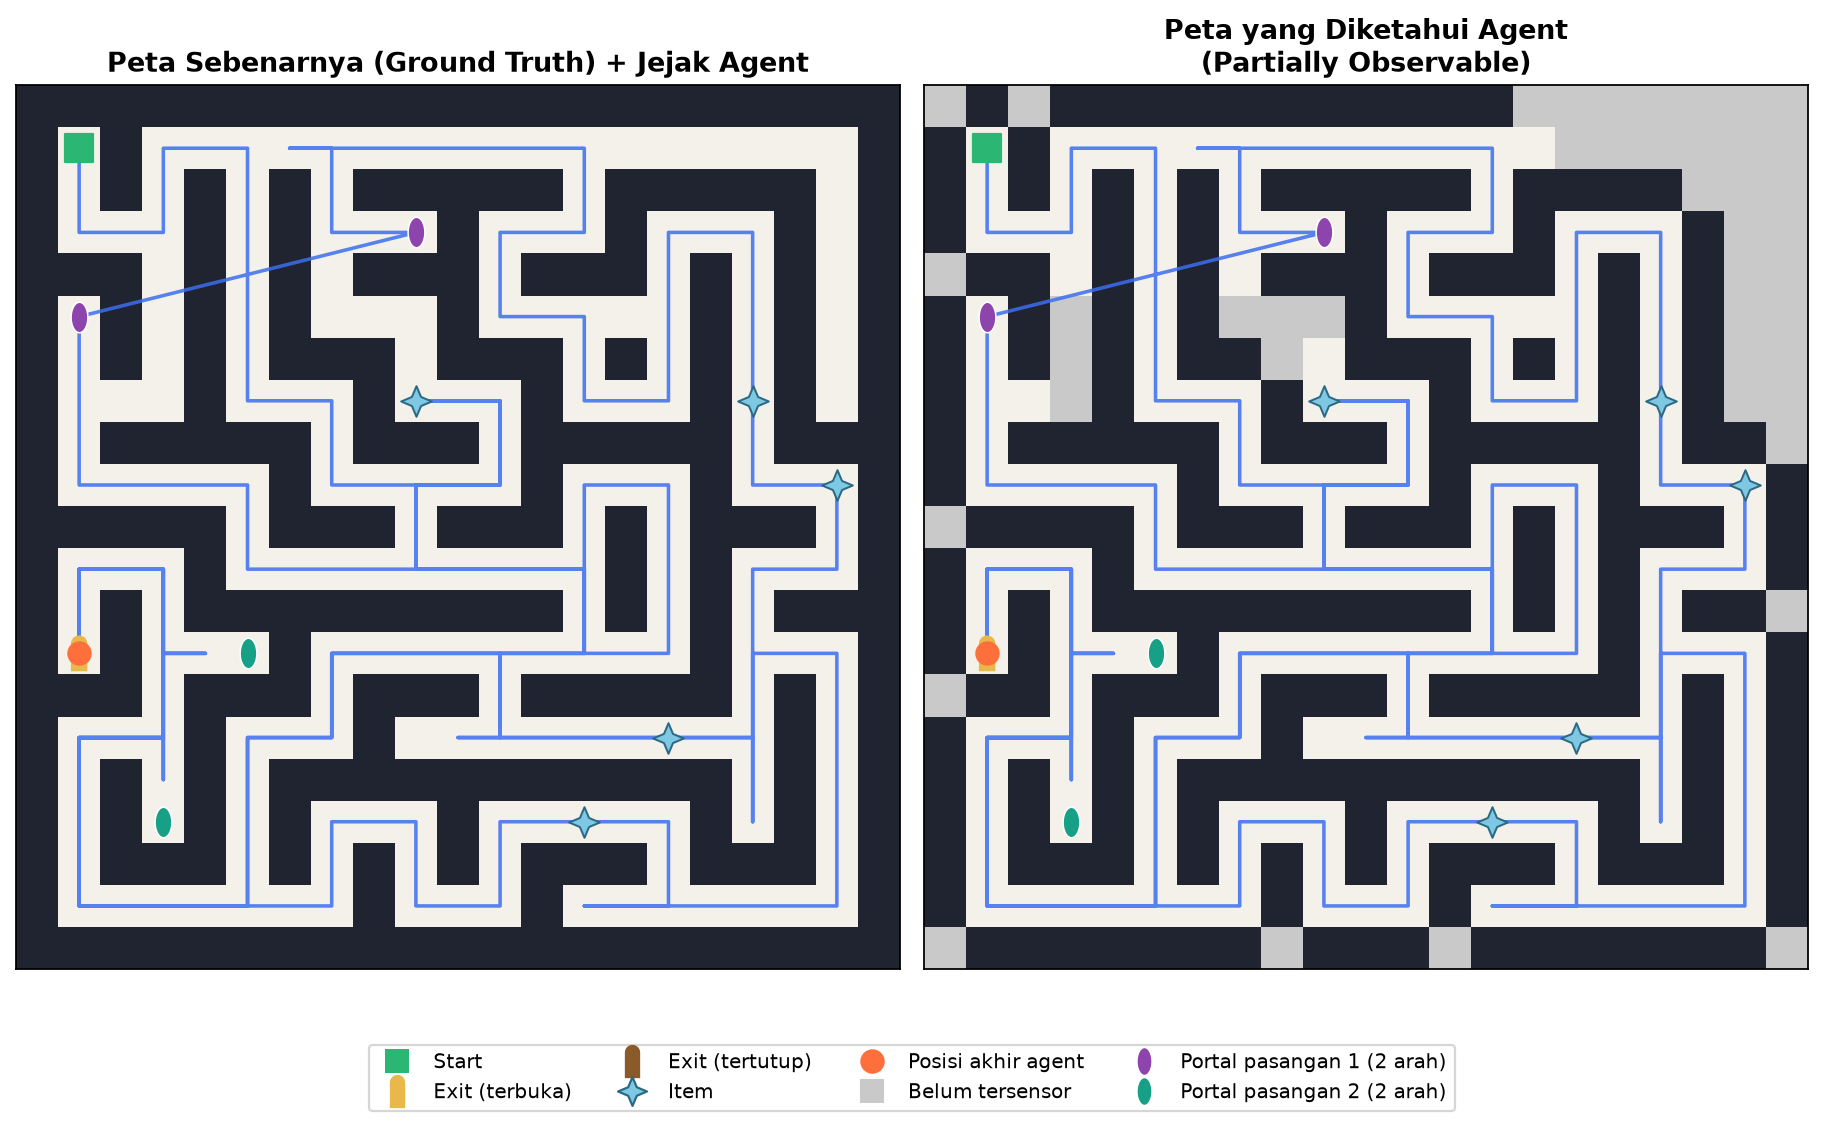 Peta Sebenarnya (Ground Truth) + Jejak Agent
Peta yang Diketahui Agent
(Partially Observable)
Start
Exit (terbuka)
Exit (tertutup)
Item
Posisi akhir agent
Belum tersensor
Portal pasangan 1 (2 arah)
Portal pasangan 2 (2 arah)